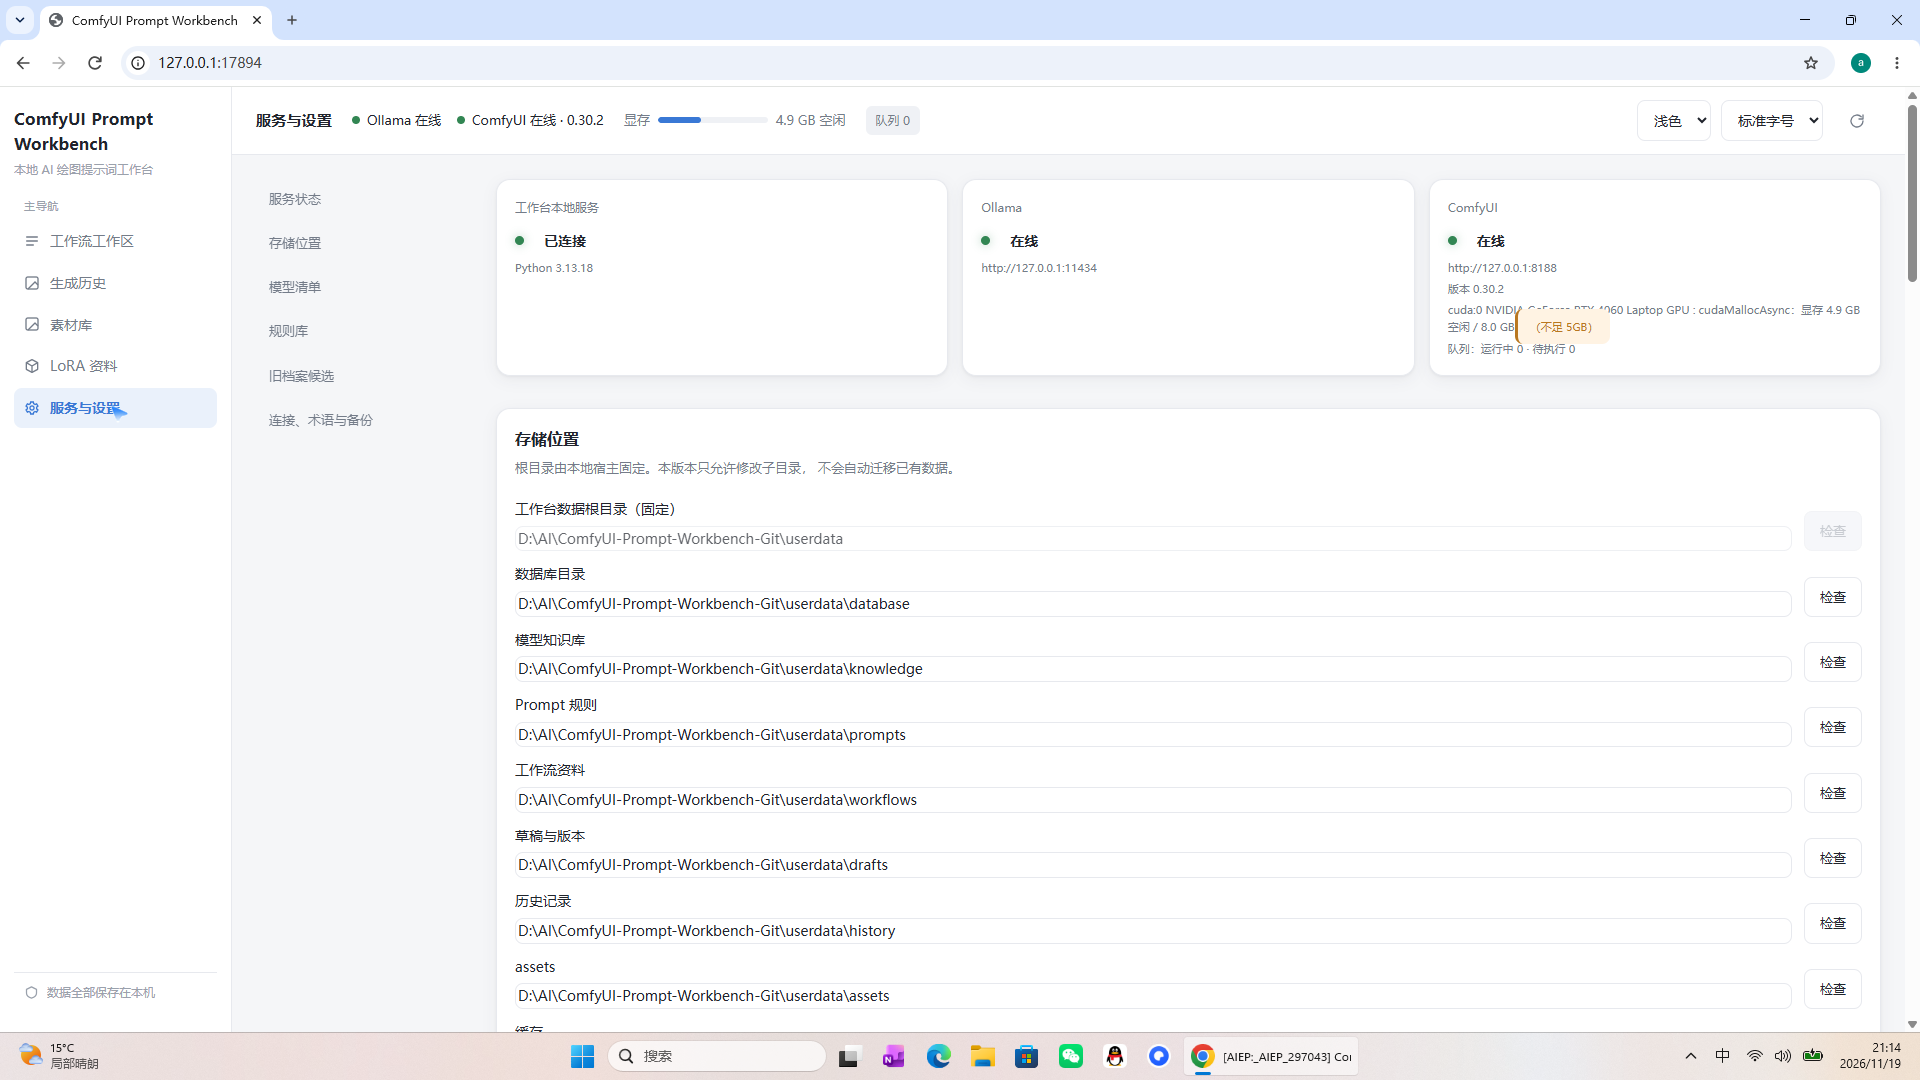 ComfyUI Prompt Workbench
127.0.0.1:17894
a
ComfyUI Prompt
Workbench
本地 AI 绘图提示词工作台
主导航
工作流工作区
生成历史
素材库
LoRA 资料
服务与设置
数据全部保存在本机
服务与设置
Ollama 在线
ComfyUI 在线 · 0.30.2
显存
4.9 GB 空闲
队列 0
浅色
标准字号
服务状态
存储位置
模型清单
规则库
旧档案候选
连接、术语与备份
工作台本地服务
已连接
Python 3.13.18
Ollama
在线
http://127.0.0.1:11434
ComfyUI
在线
http://127.0.0.1:8188
版本 0.30.2
cuda:0 NVIDIA GeForce RTX 4060 Laptop GPU : cudaMallocAsync：显存 4.9 GB
空闲 / 8.0 GB （不足 5GB）
队列：运行中 0 · 待执行 0
存储位置
根目录由本地宿主固定。本版本只允许修改子目录， 不会自动迁移已有数据。
工作台数据根目录（固定）
D:\AI\ComfyUI-Prompt-Workbench-Git\userdata
检查
数据库目录
D:\AI\ComfyUI-Prompt-Workbench-Git\userdata\database
检查
模型知识库
D:\AI\ComfyUI-Prompt-Workbench-Git\userdata\knowledge
检查
Prompt 规则
D:\AI\ComfyUI-Prompt-Workbench-Git\userdata\prompts
检查
工作流资料
D:\AI\ComfyUI-Prompt-Workbench-Git\userdata\workflows
检查
草稿与版本
D:\AI\ComfyUI-Prompt-Workbench-Git\userdata\drafts
检查
历史记录
D:\AI\ComfyUI-Prompt-Workbench-Git\userdata\history
检查
assets
D:\AI\ComfyUI-Prompt-Workbench-Git\userdata\assets
检查
缓存
15°C
局部晴朗
搜索
[AIEP:_AIEP_297043] Co
中
21:14
2026/11/19